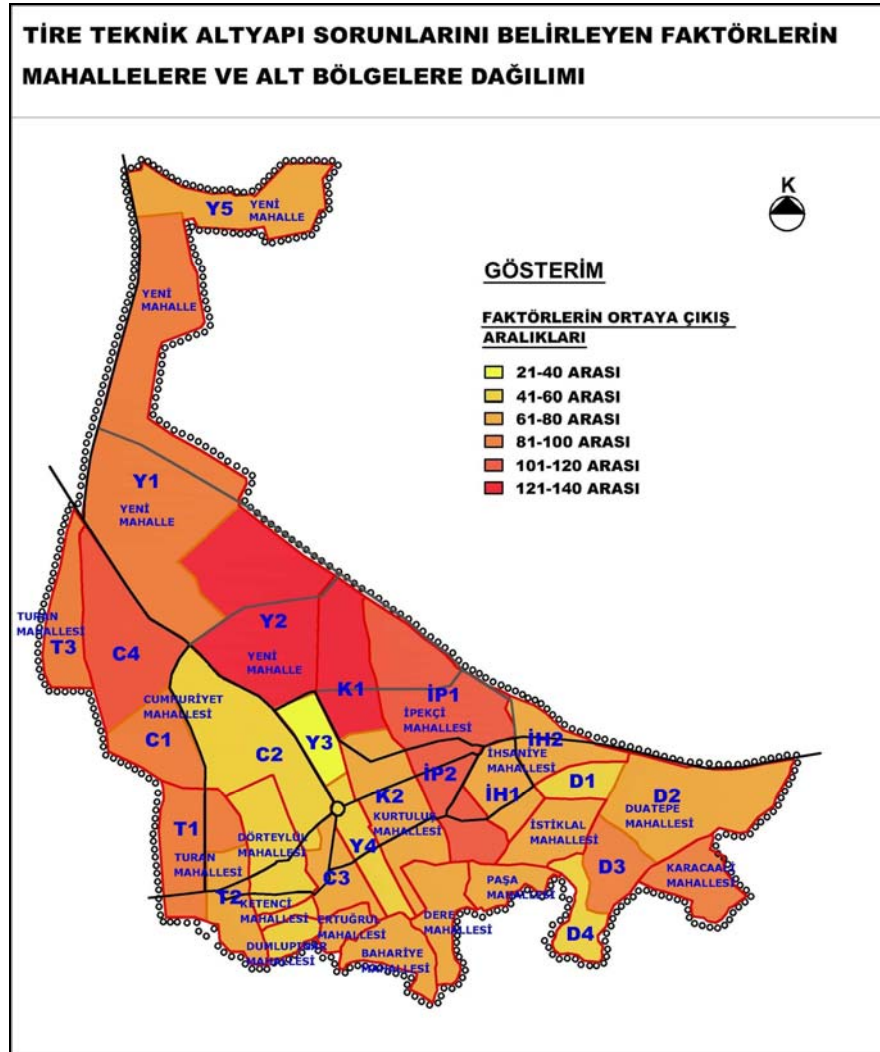 TİRE TEKNİK ALTYAPI SORUNLARINI BELİRLEYEN FAKTÖRLERİN
MAHALLELERE VE ALT BÖLGELERE DAĞILIMI
K
Y5 YENİ
MAHALLE
GÖSTERİM
YENİ
MAHALLE
FAKTÖRLERİN ORTAYA ÇIKIŞ
ARALIKLARI
21-40 ARASI
41-60 ARASI
61-80 ARASI
81-100 ARASI
101-120 ARASI
121-140 ARASI
Y1
YENİ
MAHALLE
TURAN
MAHALLESİ
T3
C4
Y2
YENİ
MAHALLE
K1
İP1
İPEKÇİ
MAHALLESİ
CUMHURİYET
MAHALLESİ
C1
C2
Y3
İH2
İHSANİYE
MAHALLESİ
İP2
K2
İH1
D1
D2
DUATEPE
MAHALLESİ
KURTULUŞ
MAHALLESİ
T1
TURAN
MAHALLESİ
DÖRTEYLÜL
MAHALLESİ
Y4
İSTİKLAL
MAHALLESİ
D3
KARACAALİ
MAHALLESİ
C3
PAŞA
MAHALLESİ
T2
KETENCİ
MAHALLESİ
ERTUĞRUL
MAHALLESİ
DERE
MAHALLESİ
D4
DUMLUPINAR
MAHALLESİ
BAHARİYE
MAHALLESİ